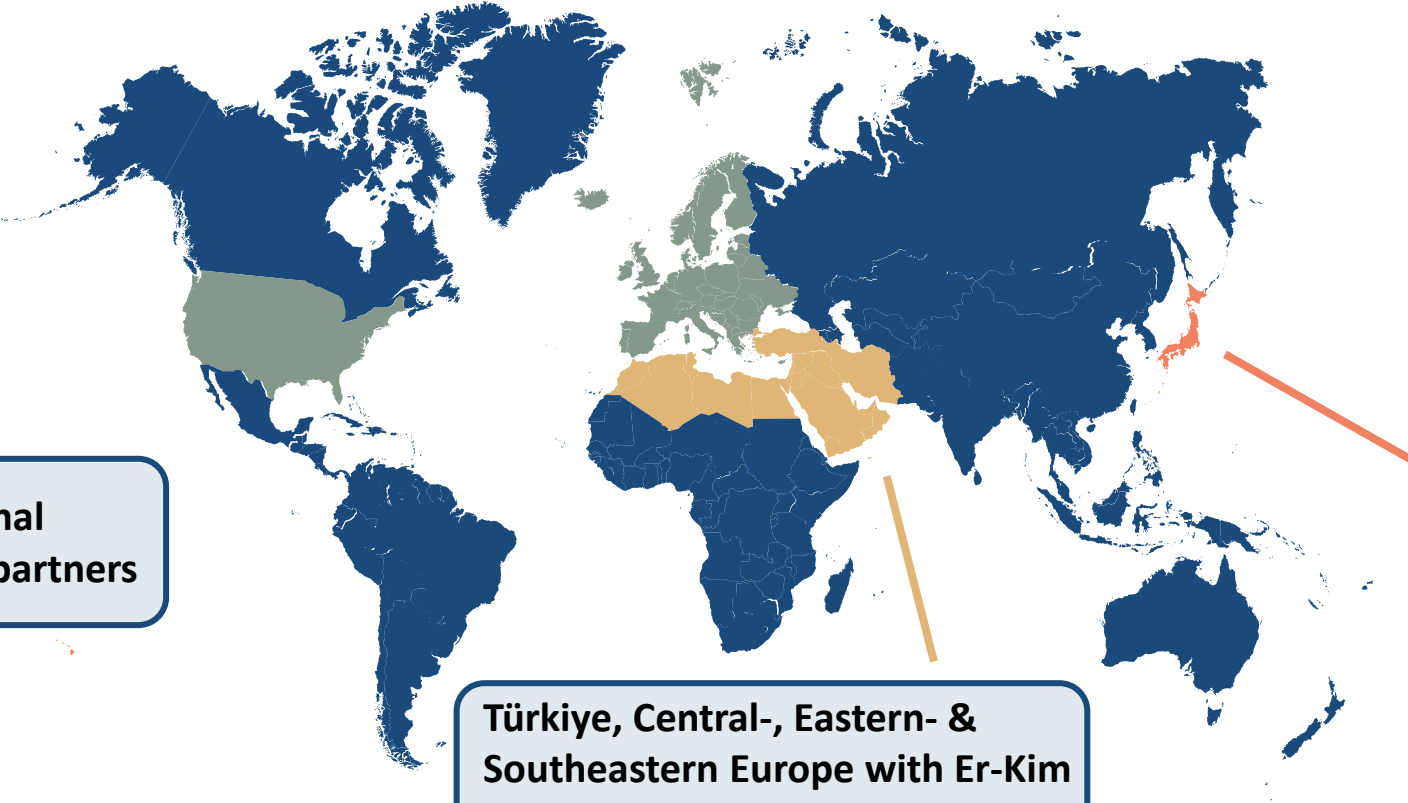 nal
partners
Türkiye, Central-, Eastern- &
Southeastern Europe with Er-Kim